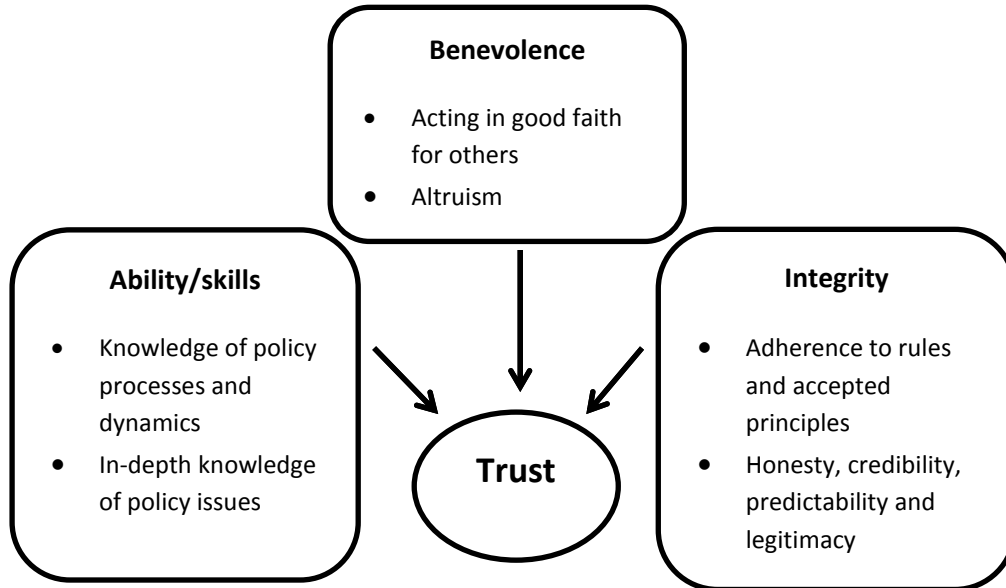 Benevolence
• Acting in good faith
for others
• Altruism
Ability/skills
• Knowledge of policy
processes and
dynamics
• In-depth knowledge
of policy issues
Integrity
• Adherence to rules
and accepted
principles
• Honesty, credibility,
predictability and
legitimacy
Trust